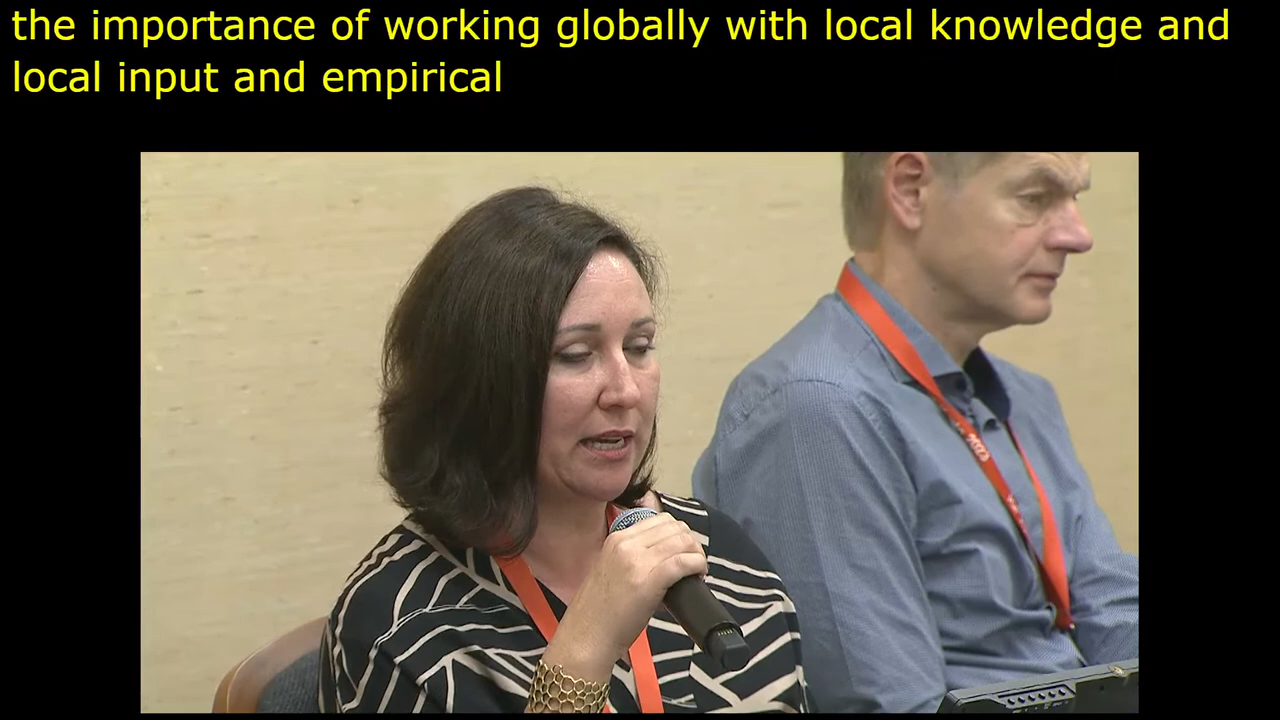 the importance of working globally with local knowledge and
local input and empirical